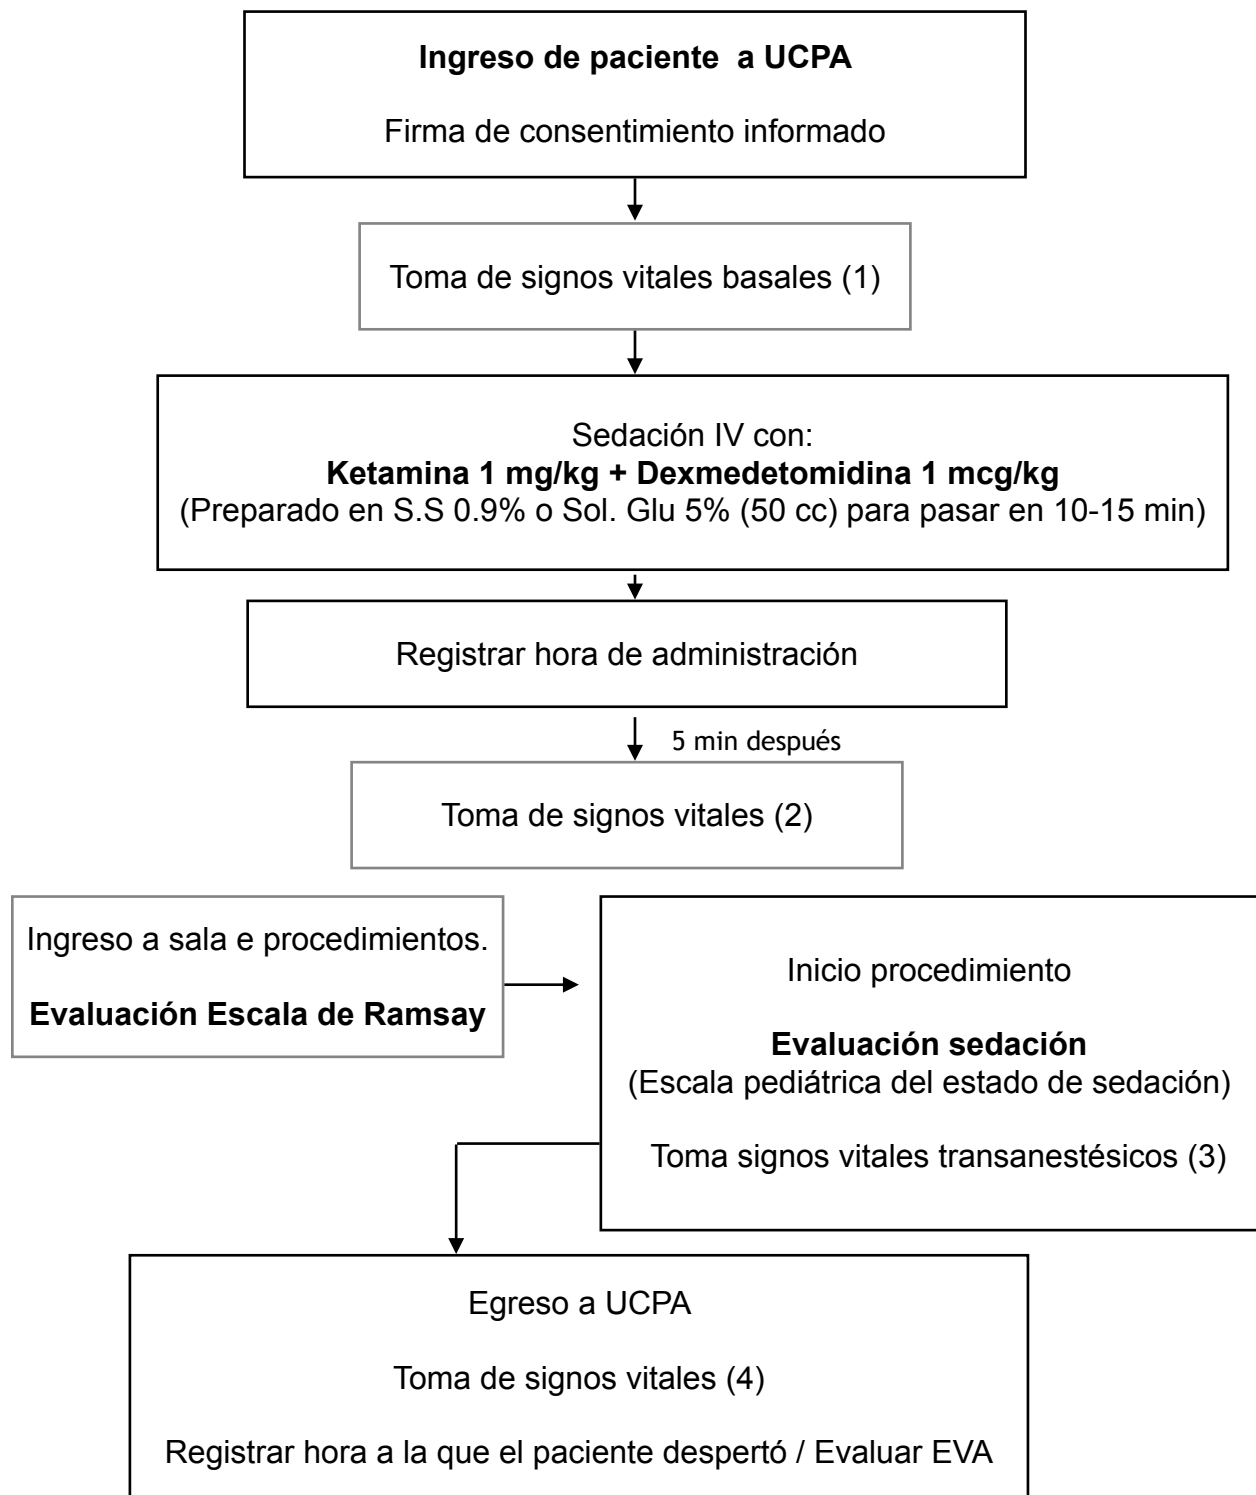 Ingreso de paciente a UCPA
Firma de consentimiento informado
Toma de signos vitales basales (1)
Sedación IV con:
Ketamina 1 mg/kg + Dexmedetomidina 1 mcg/kg
(Preparado en S.S 0.9% o Sol. Glu 5% (50 cc) para pasar en 10-15 min)
Registrar hora de administración
5 min después
Toma de signos vitales (2)
Ingreso a sala e procedimientos.
Evaluación Escala de Ramsay
Inicio procedimiento
Evaluación sedación
(Escala pediátrica del estado de sedación)
Toma signos vitales transanestésicos (3)
Egreso a UCPA
Toma de signos vitales (4)
Registrar hora a la que el paciente despertó / Evaluar EVA